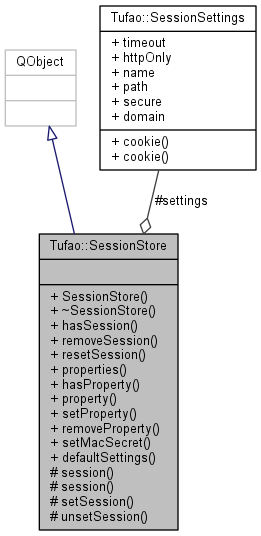 Tufao::SessionSettings
+ timeout
+ httpOnly
+ name
+ path
+ secure
+ domain
+ cookie()
+ cookie()
QObject
#settings
Tufao::SessionStore
+ SessionStore()
+ ~SessionStore()
+ hasSession()
+ removeSession()
+ resetSession()
+ properties()
+ hasProperty()
+ property()
+ setProperty()
+ removeProperty()
+ setMacSecret()
+ defaultSettings()
# session()
# session()
# setSession()
# unsetSession()